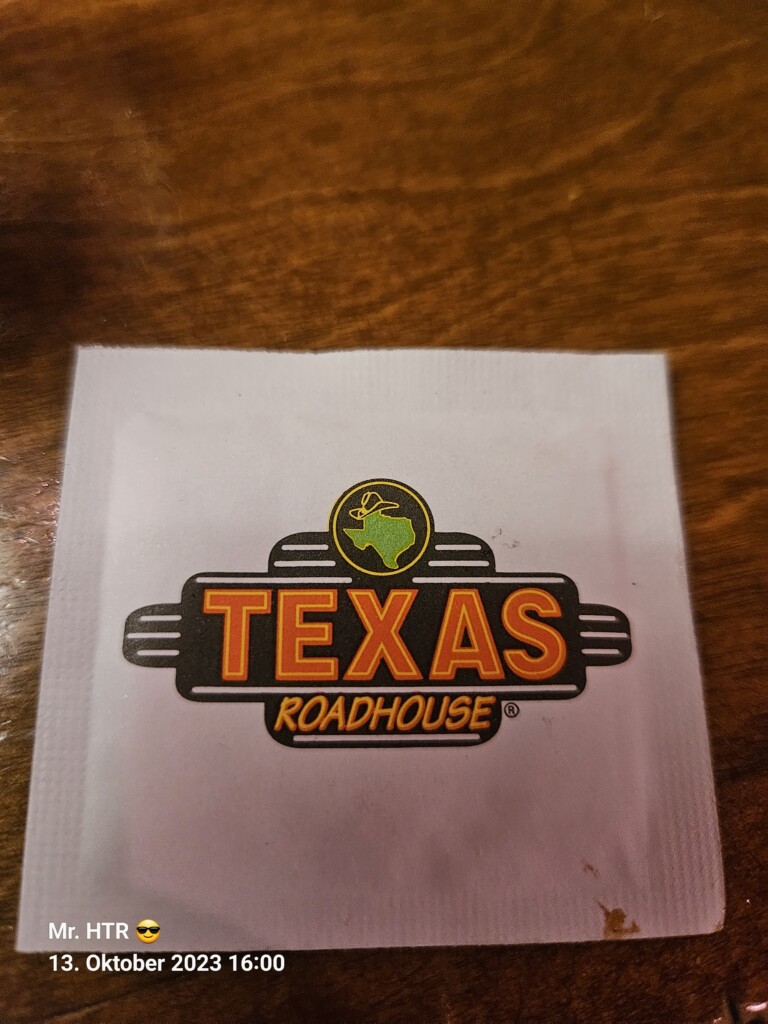 TEXAS
ROADHOUSE®
Mr. HTR 😎
13. Oktober 2023 16:00